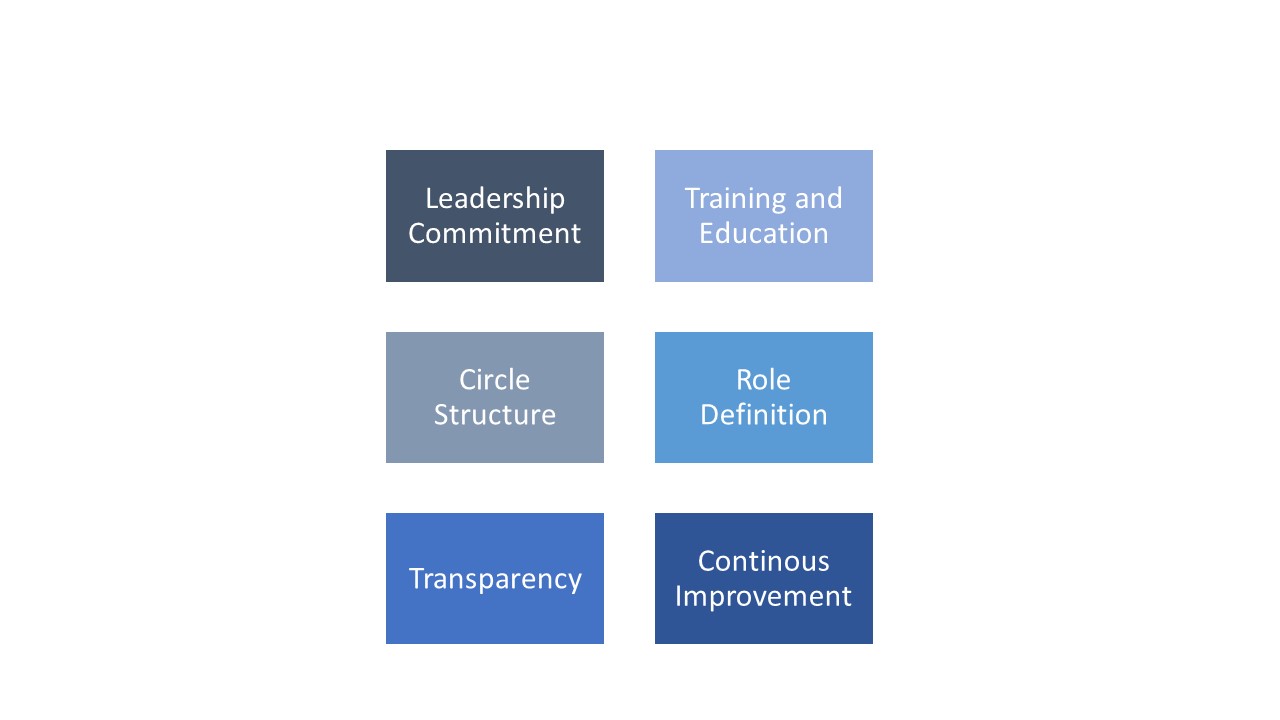 Leadership
Commitment
Training and
Education
Circle
Structure
Role
Definition
Transparency
Continous
Improvement